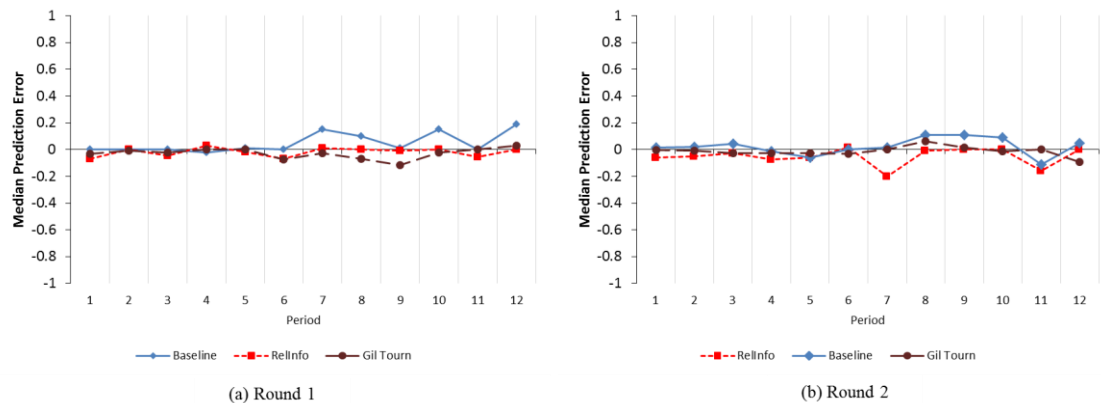 Median Prediction Error
1
0.8
0.6
0.4
0.2
0
-0.2
-0.4
-0.6
-0.8
-1
1 2 3 4 5 6 7 8 9 10 11 12
Period
Baseline RelInfo Gil Tourn
(a) Round 1
Median Prediction Error
1
0.8
0.6
0.4
0.2
0
-0.2
-0.4
-0.6
-0.8
-1
1 2 3 4 5 6 7 8 9 10 11 12
Period
RelInfo Baseline Gil Tourn
(b) Round 2